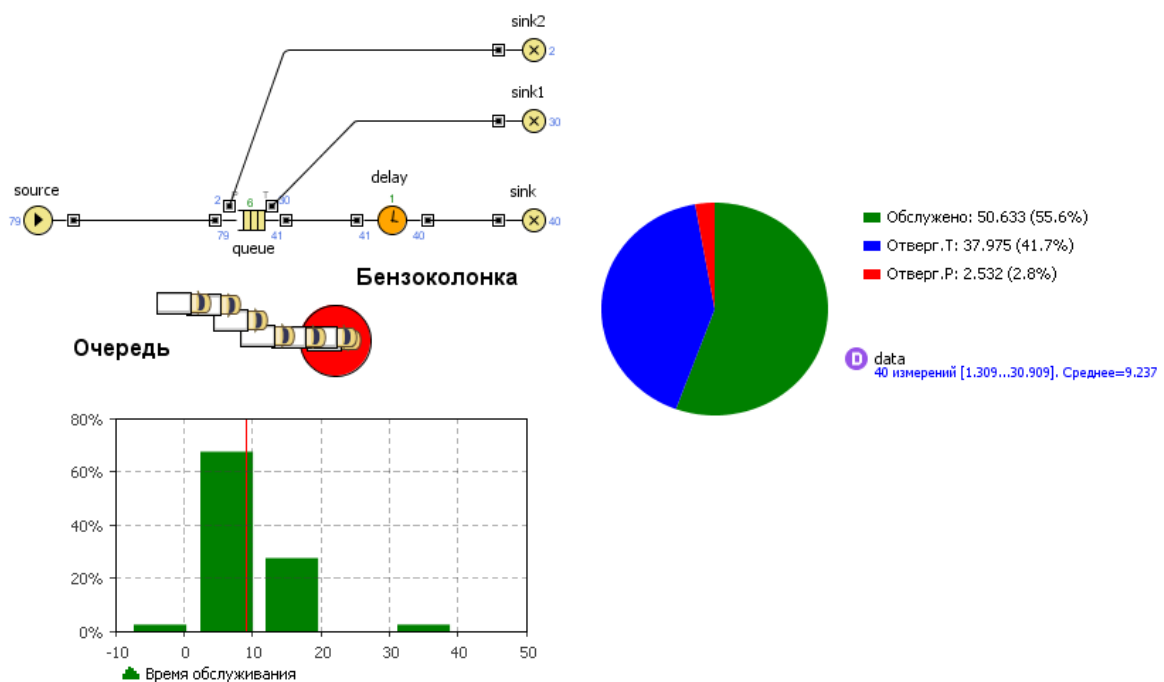 sink2
2
sink1
30
source
79
2
F
6
T
30
79
queue
41
delay
1
41
40
sink
40
Бензоколонка
Очередь
Обслужено: 50.633 (55.6%)
Отверг.Т: 37.975 (41.7%)
Отверг.Р: 2.532 (2.8%)
D data
40 измерений [1.309...30.909]. Среднее=9.237
80%
60%
40%
20%
0%
-10 0 10 20 30 40 50
Время обслуживания